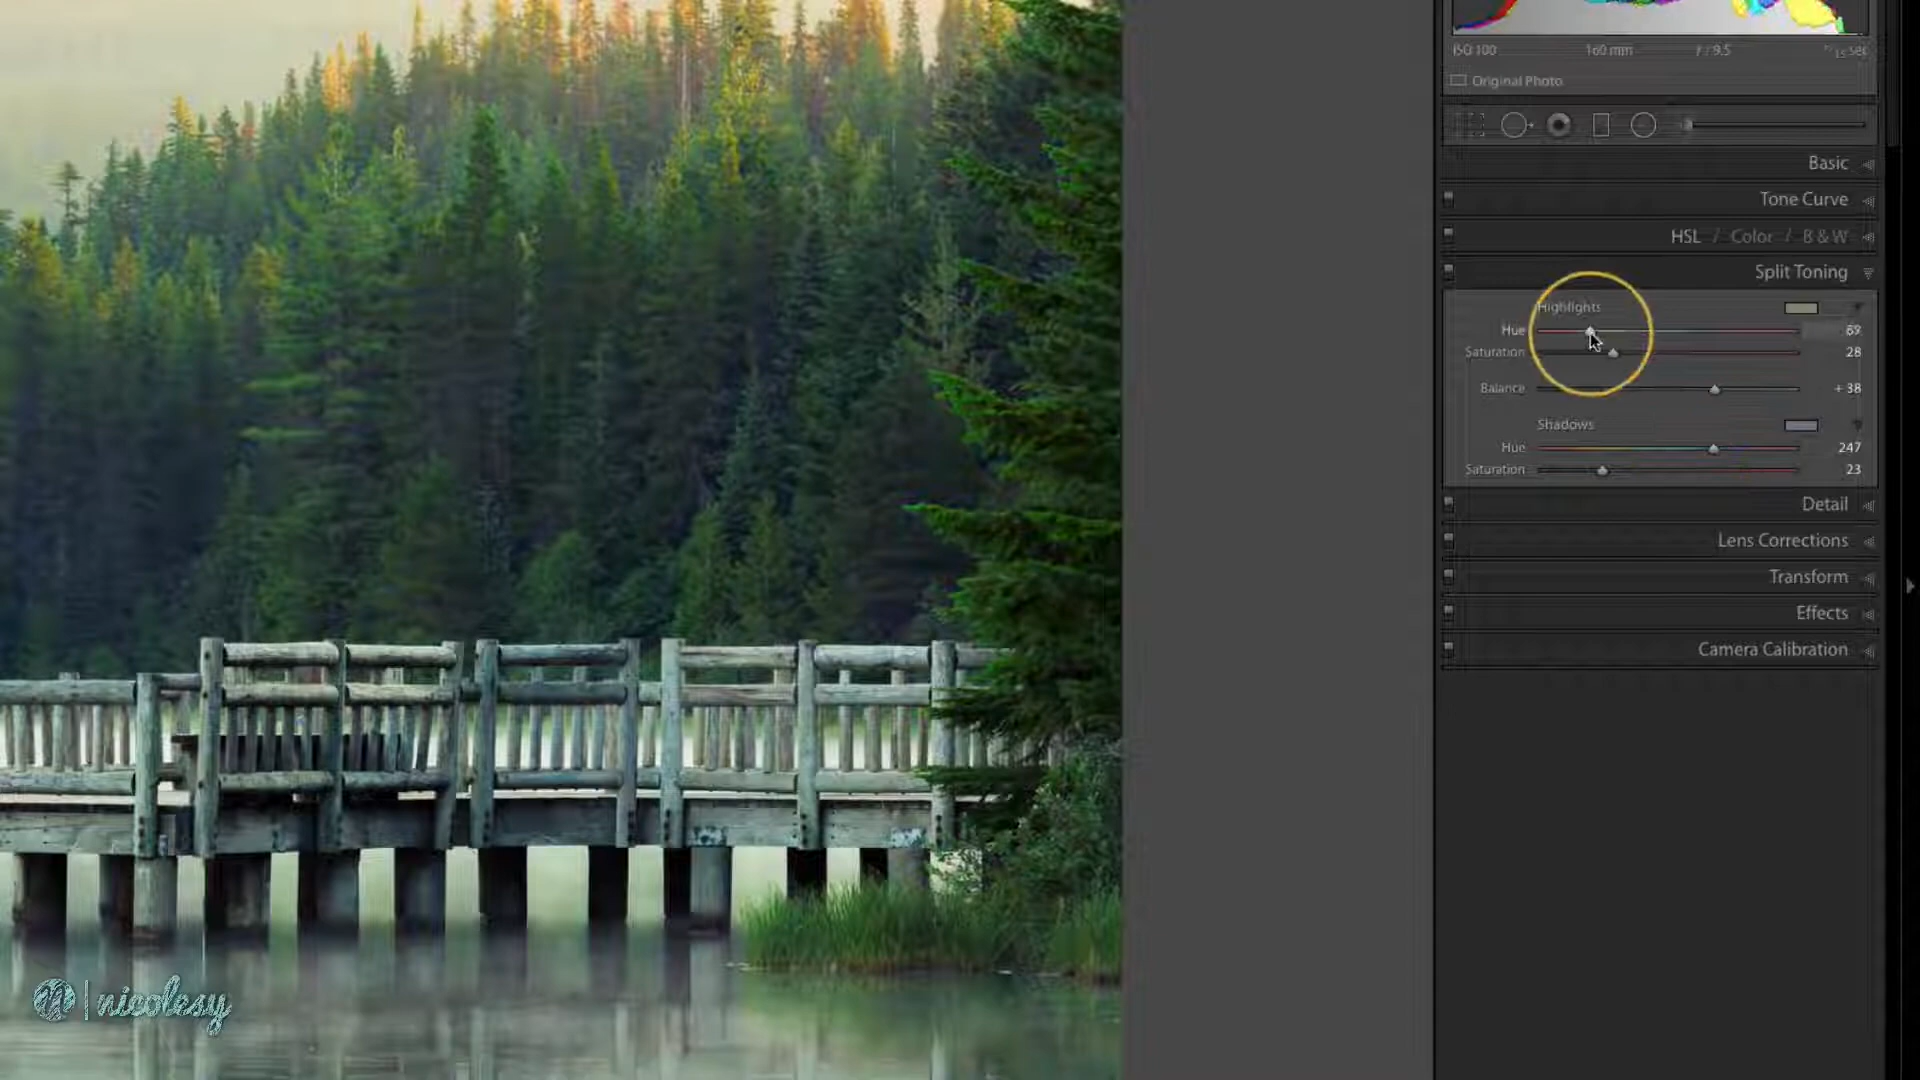 ISO 100 160 mm f / 9.5
Original Photo
Basic
Tone Curve
HSL / Color / B & W
Split Toning
Highlights
Hue 69
Saturation 28
Balance + 38
Shadows
Hue 247
Saturation 23
Detail
Lens Corrections
Transform
Effects
Camera Calibration
nicolesy